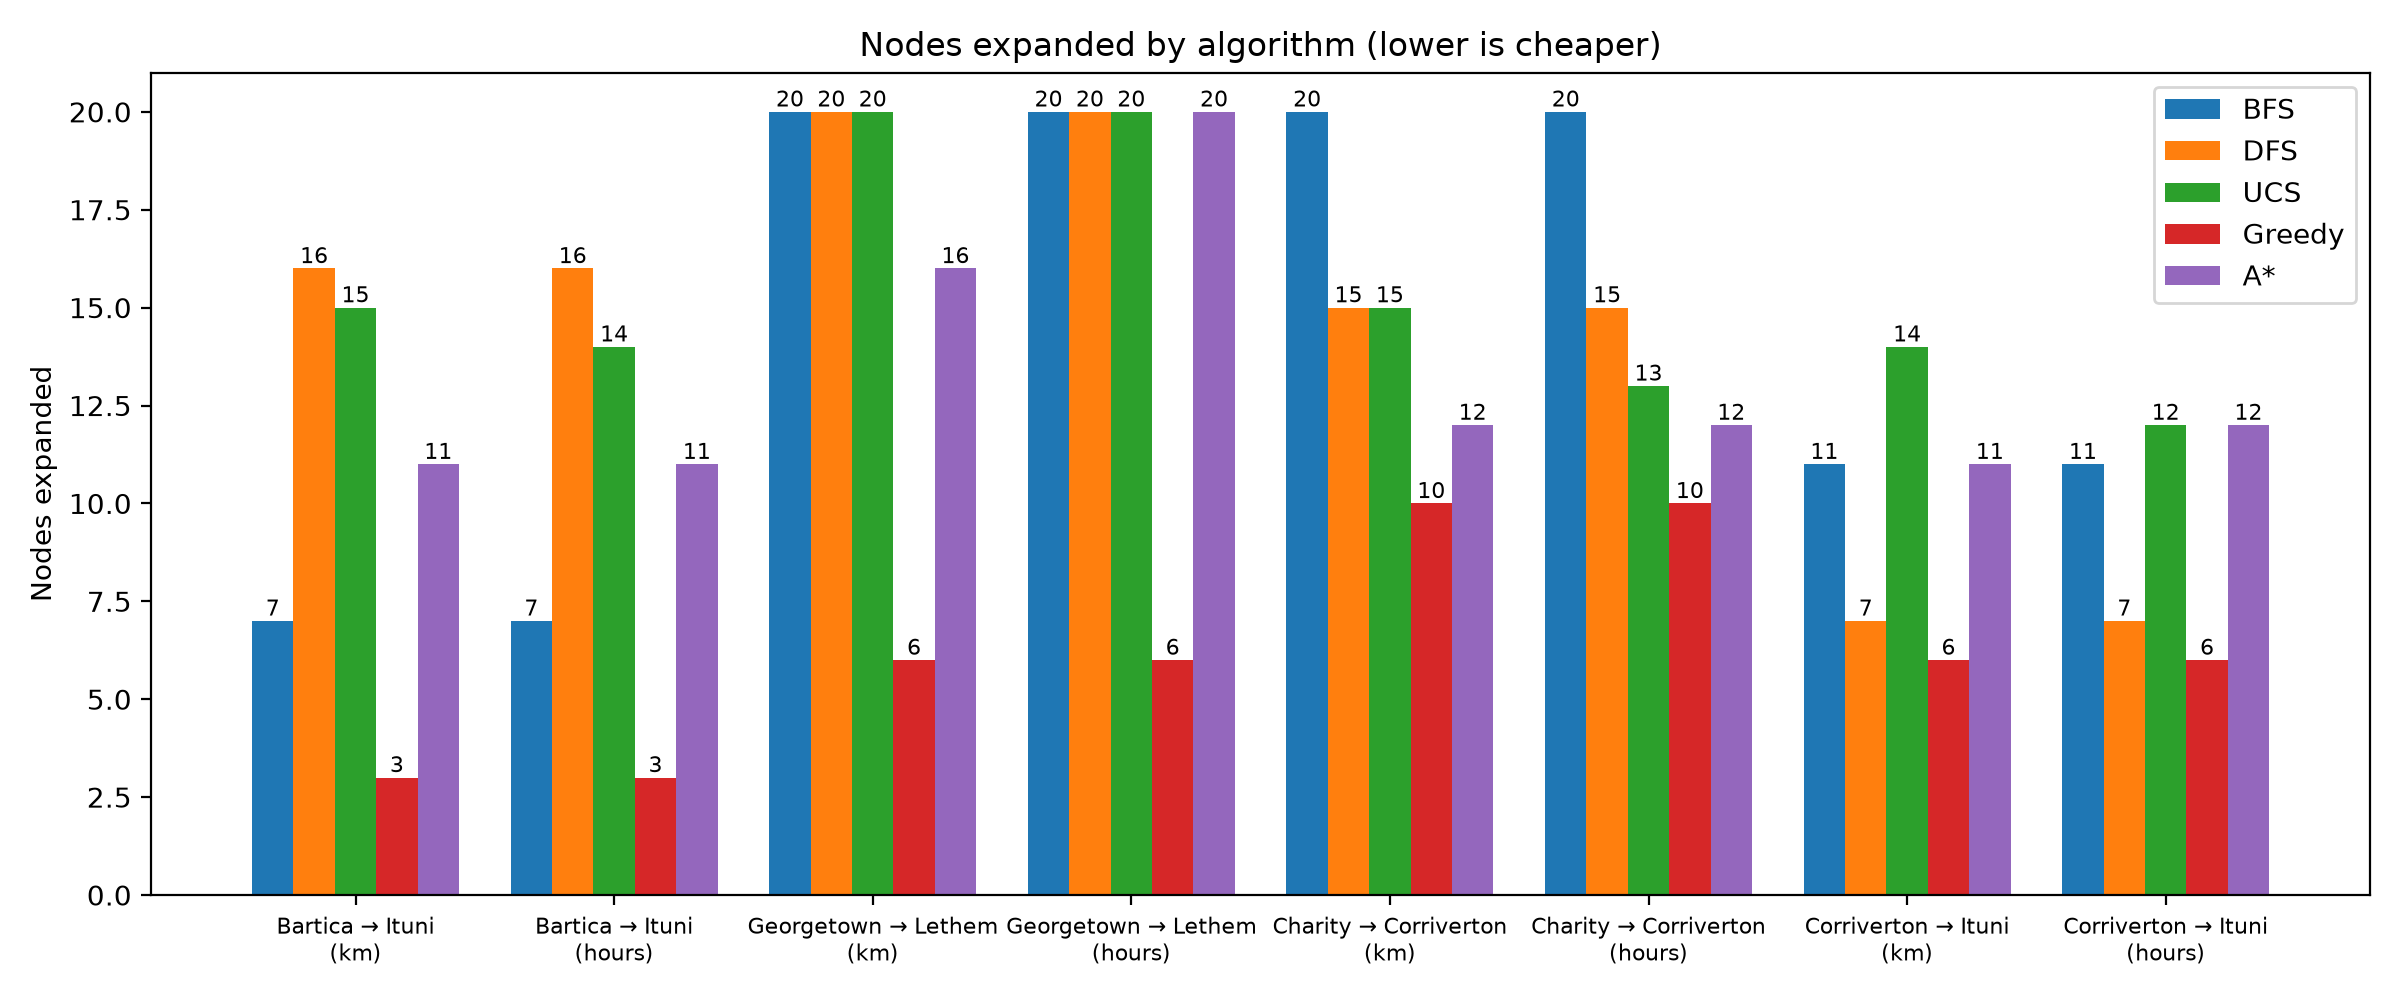 Nodes expanded by algorithm (lower is cheaper)
Nodes expanded
20.0
17.5
15.0
12.5
10.0
7.5
5.0
2.5
0.0
BFS
DFS
UCS
Greedy
A*
7 16 15 3 11
7 16 14 3 11
20 20 20 6 16
20 20 20 6 20
20 15 15 10 12
20 15 13 10 12
11 7 14 6 11
11 7 12 6 12
Bartica → Ituni
(km)
Bartica → Ituni
(hours)
Georgetown → Lethem
(km)
Georgetown → Lethem
(hours)
Charity → Corriverton
(km)
Charity → Corriverton
(hours)
Corriverton → Ituni
(km)
Corriverton → Ituni
(hours)